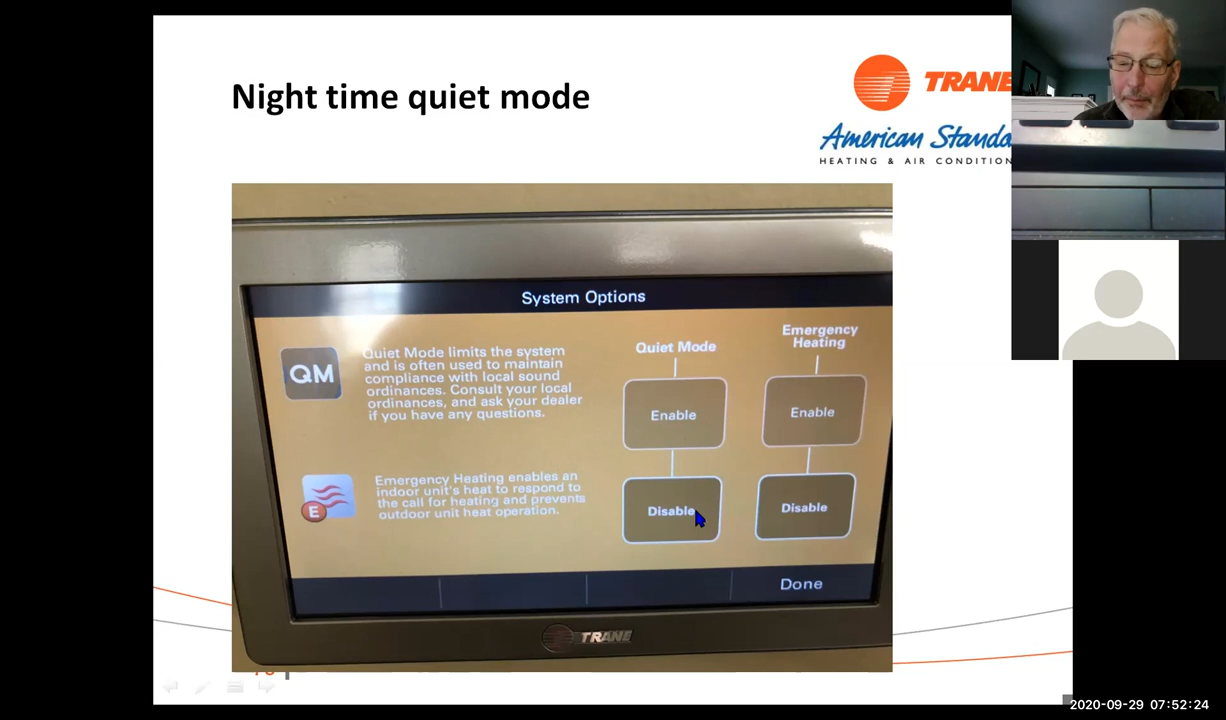 Night time quiet mode
TRANE
American Standa
HEATING & AIR CONDITION
System Options
QM
Quiet Mode limits the system
and is often used to maintain
compliance with local sound
ordinances. Consult your local
ordinances, and ask your dealer
if you have any questions.
E
Emergency Heating enables an
indoor unit's heat to respond to
the call for heating and prevents
outdoor unit heat operation.
Quiet Mode
Enable
Disable
Emergency
Heating
Enable
Disable
Done
TRANE
2020-09-29 07:52:24